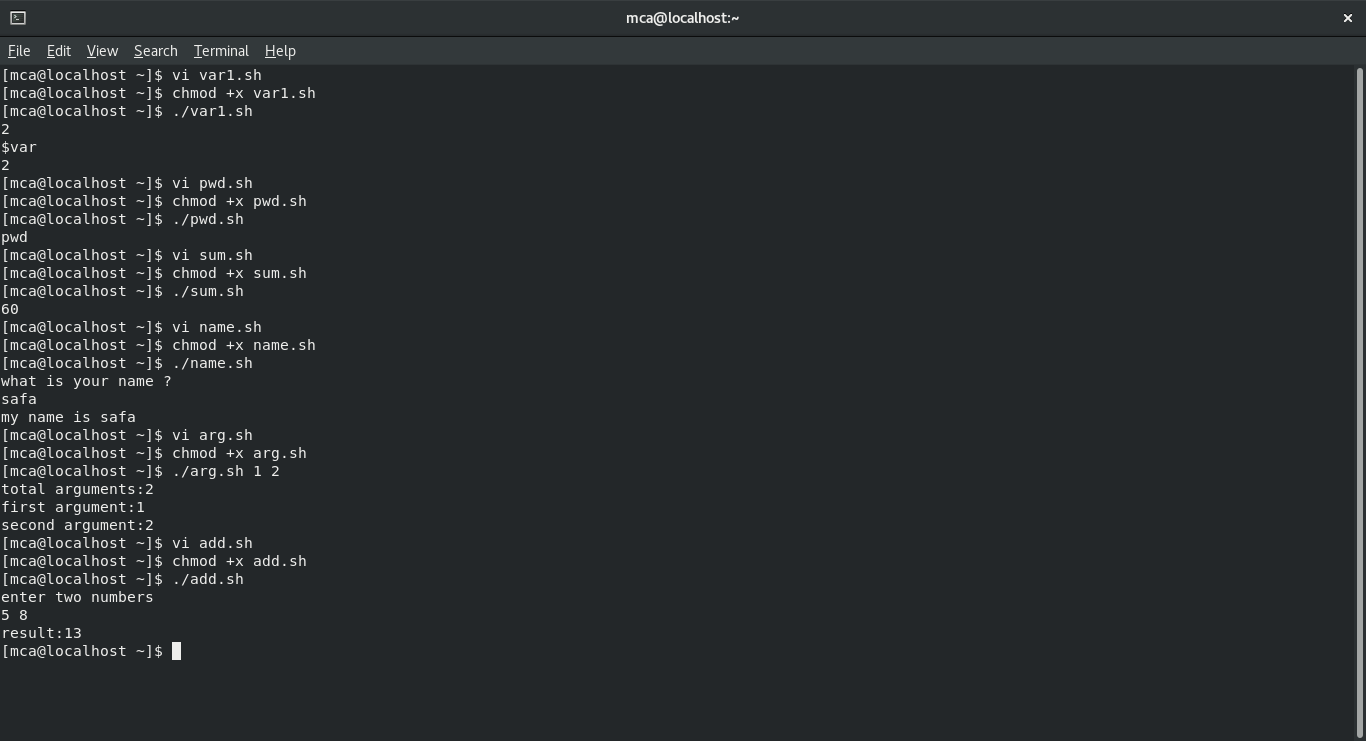 mca@localhost:~
File Edit View Search Terminal Help
[mca@localhost ~]$ vi var1.sh
[mca@localhost ~]$ chmod +x var1.sh
[mca@localhost ~]$ ./var1.sh
2
$var
2
[mca@localhost ~]$ vi pwd.sh
[mca@localhost ~]$ chmod +x pwd.sh
[mca@localhost ~]$ ./pwd.sh
pwd
[mca@localhost ~]$ vi sum.sh
[mca@localhost ~]$ chmod +x sum.sh
[mca@localhost ~]$ ./sum.sh
60
[mca@localhost ~]$ vi name.sh
[mca@localhost ~]$ chmod +x name.sh
[mca@localhost ~]$ ./name.sh
what is your name ?
safa
my name is safa
[mca@localhost ~]$ vi arg.sh
[mca@localhost ~]$ chmod +x arg.sh
[mca@localhost ~]$ ./arg.sh 1 2
total arguments:2
first argument:1
second argument:2
[mca@localhost ~]$ vi add.sh
[mca@localhost ~]$ chmod +x add.sh
[mca@localhost ~]$ ./add.sh
enter two numbers
5 8
result:13
[mca@localhost ~]$